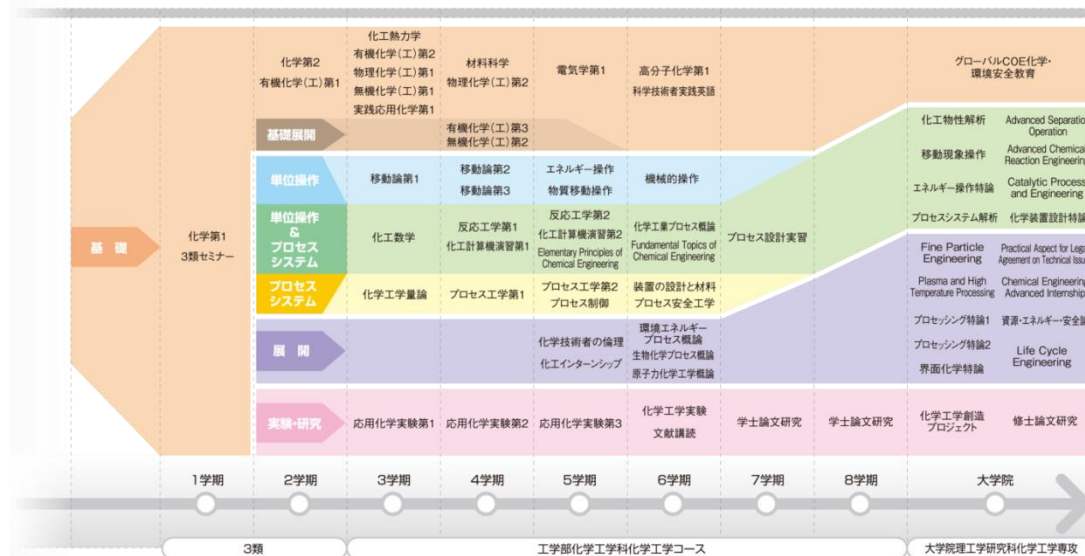 基 礎
化学第1
3類セミナー
化学第2
有機化学(工)第1
化工熱力学
有機化学(工)第2
物理化学(工)第1
無機化学(工)第1
実践応用化学第1
材料科学
物理化学(工)第2
電気学第1
高分子化学第1
科学技術者実践英語
グローバルCOE化学・
環境安全教育
基礎展開
有機化学(工)第3
無機化学(工)第2
単位操作
移動論第1
移動論第2
移動論第3
エネルギー操作
物質移動操作
機械的操作
単位操作
&
プロセス
システム
化工数学
反応工学第1
化工計算機演習第1
反応工学第2
化工計算機演習第2
Elementary Principles of
Chemical Engineering
化学工業プロセス概論
Fundamental Topics of
Chemical Engineering
プロセス設計実習
プロセス
システム
化学工学量論
プロセス工学第1
プロセス工学第2
プロセス制御
装置の設計と材料
プロセス安全工学
展 開
化学技術者の倫理
化工インターンシップ
環境エネルギー
プロセス概論
生物化学プロセス概論
原子力化学工学概論
化工物性解析
Advanced Separation
Operation
移動現象操作
Advanced Chemical
Reaction Engineering
エネルギー操作特論
Catalytic Process
and Engineering
プロセスシステム解析
化学装置設計特論
Fine Particle
Engineering
Practical Aspect for Legal
Agreement on Technical Issues
Plasma and High
Temperature Processing
Chemical Engineering
Advanced Internship
プロセッシング特論1
資源・エネルギー・安全論
プロセッシング特論2
Life Cycle
Engineering
界面化学特論
実験・研究
応用化学実験第1
応用化学実験第2
応用化学実験第3
化学工学実験
文献講読
学士論文研究
学士論文研究
化学工学創造
プロジェクト
修士論文研究
1学期
2学期
3学期
4学期
5学期
6学期
7学期
8学期
大学院
3類
工学部化学工学科化学工学コース
大学院理工学研究科化学工学専攻